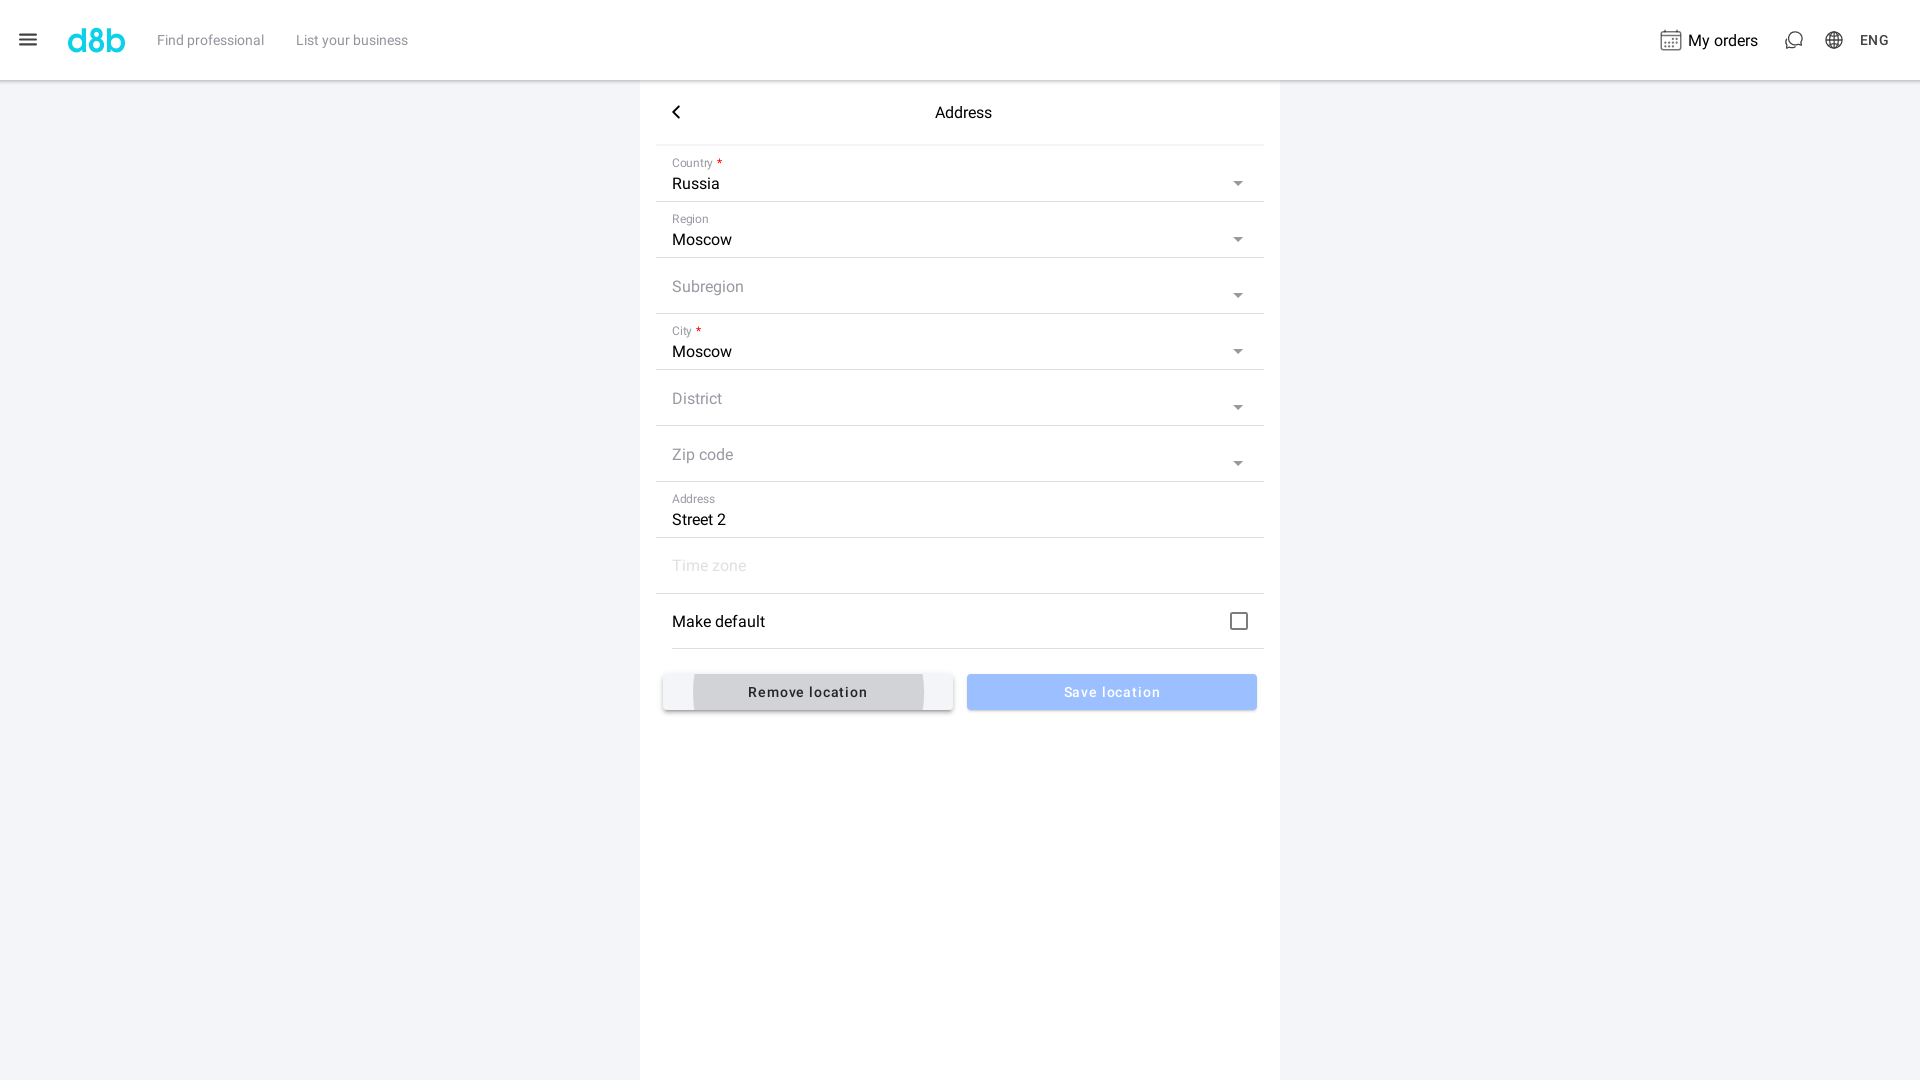 d8b
Find professional
List your business
My orders
ENG
Address
Country *
Russia
Region
Moscow
Subregion
City *
Moscow
District
Zip code
Address
Street 2
Time zone
Make default
Remove location
Save location